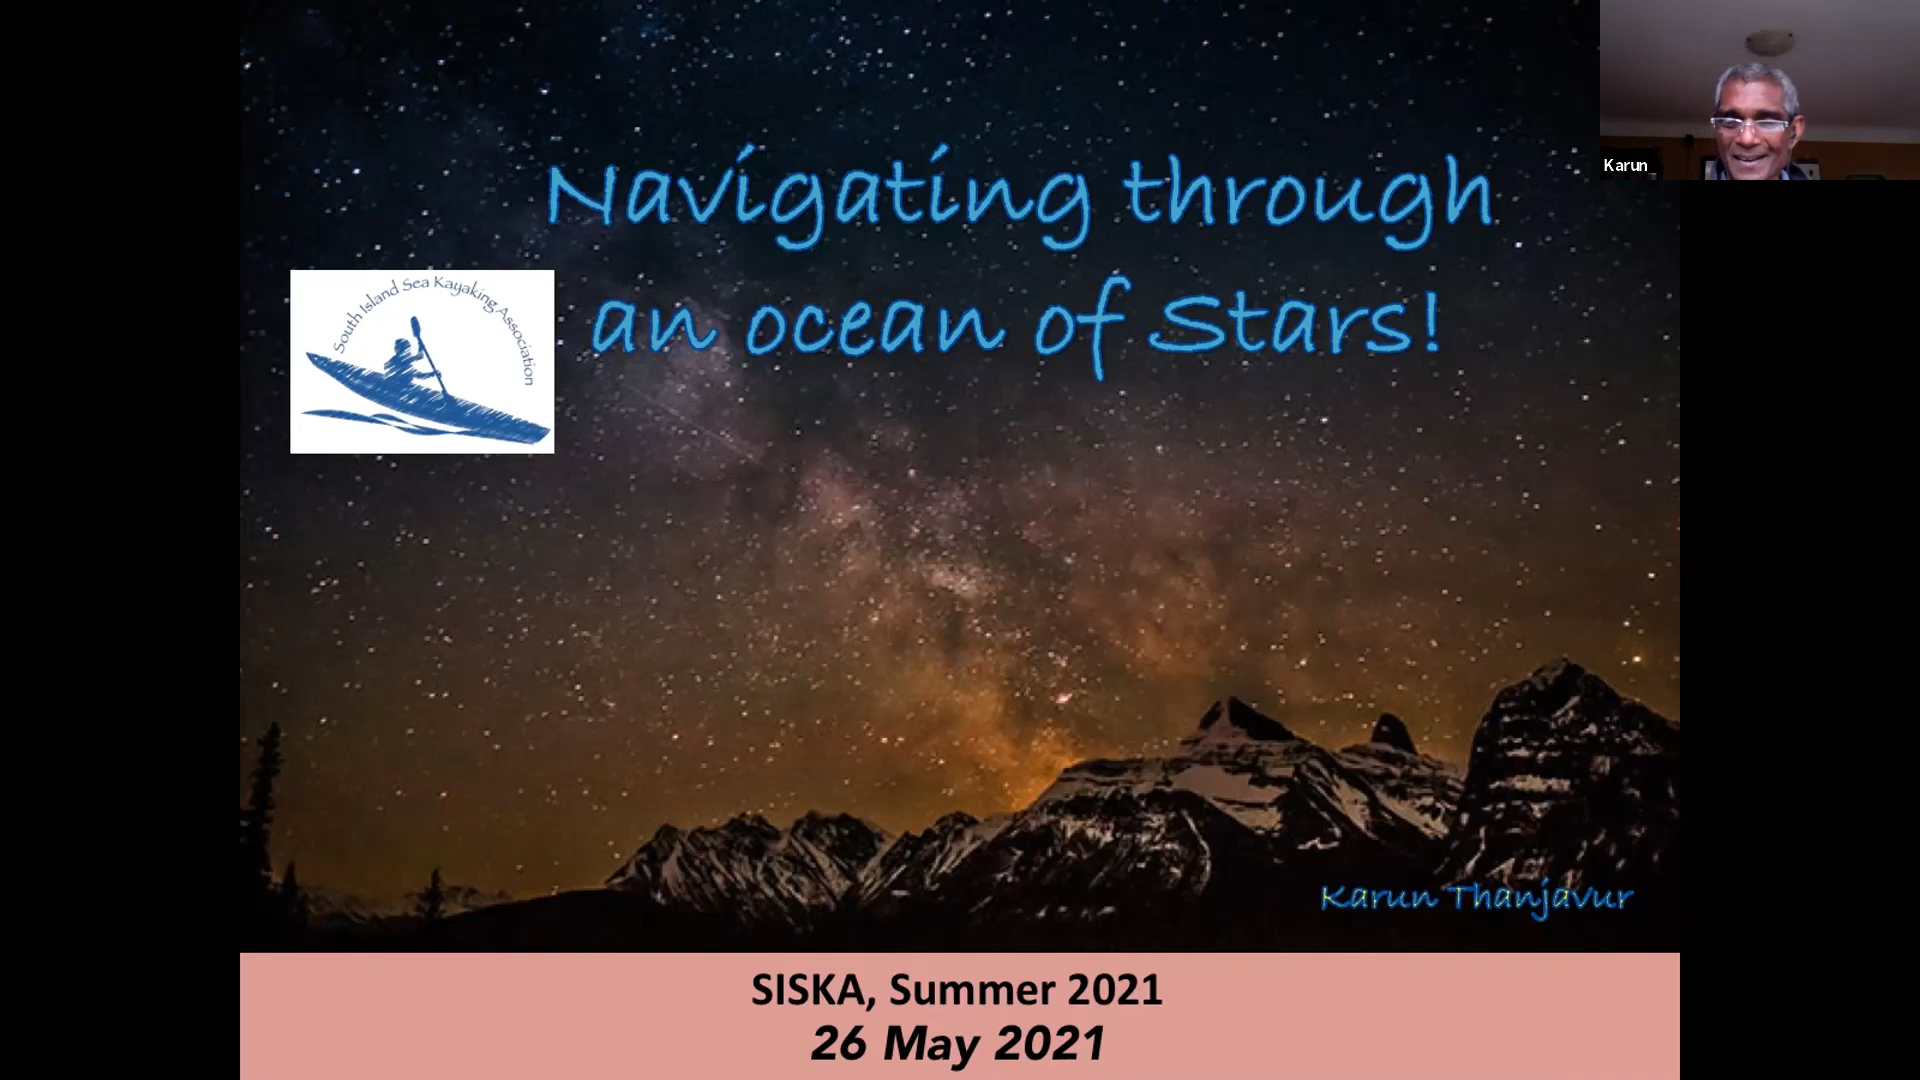 Navigating through
an ocean of Stars!
South Island Sea Kayaking Association
Karun
Karun Thanjavur
SISKA, Summer 2021
26 May 2021